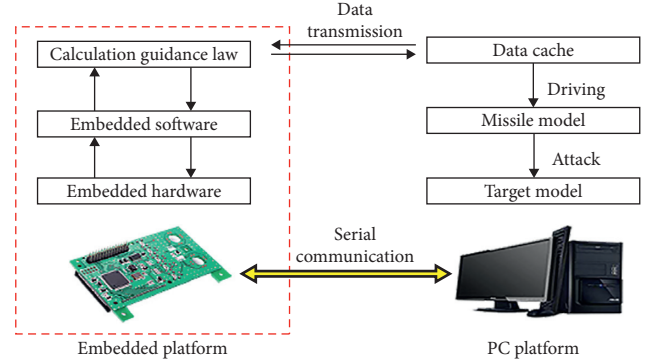 Data
transmission
Calculation guidance law
Data cache
Driving
Embedded software
Missile model
Attack
Embedded hardware
Target model
Serial
communication
Embedded platform
PC platform